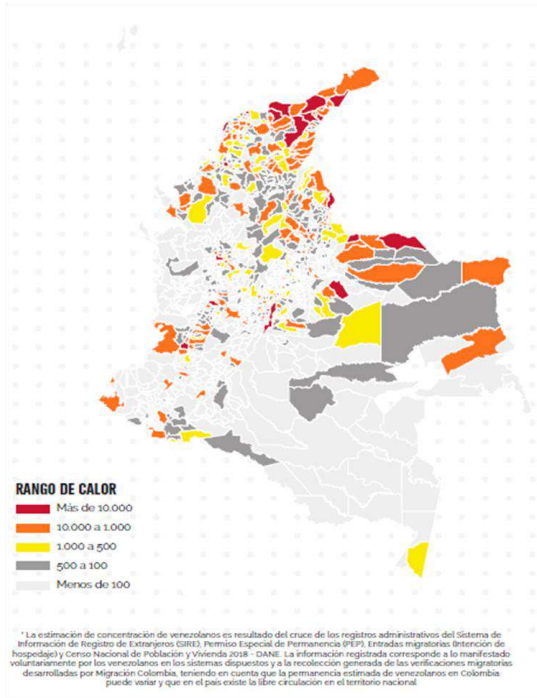 RANGO DE CALOR
Más de 10.000
10.000 a 1.000
1.000 a 500
500 a 100
Menos de 100
* La estimación de concentración de venezolanos es resultado del cruce de los registros administrativos del Sistema de
Información de Registro de Extranjeros (SIRE), Permiso Especial de Permanencia (PEP), Entradas migratorias (Intención de
hospedaje) y Censo Nacional de Población y Vivienda 2018 - DANE. La información registrada corresponde a lo manifestado
voluntariamente por los venezolanos en los sistemas dispuestos y a la recolección generada de las verificaciones migratorias
desarrolladas por Migración Colombia, teniendo en cuenta que la permanencia estimada de venezolanos en Colombia
puede variar y que en el país existe la libre circulación en el territorio nacional